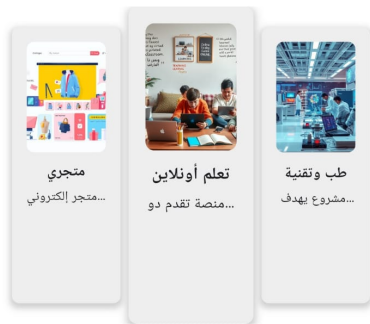 طب وتقنية
...مشروع يهدف
تعلم أونلاين
...منصة تقدم دو
متجري
...متجر إلكتروني